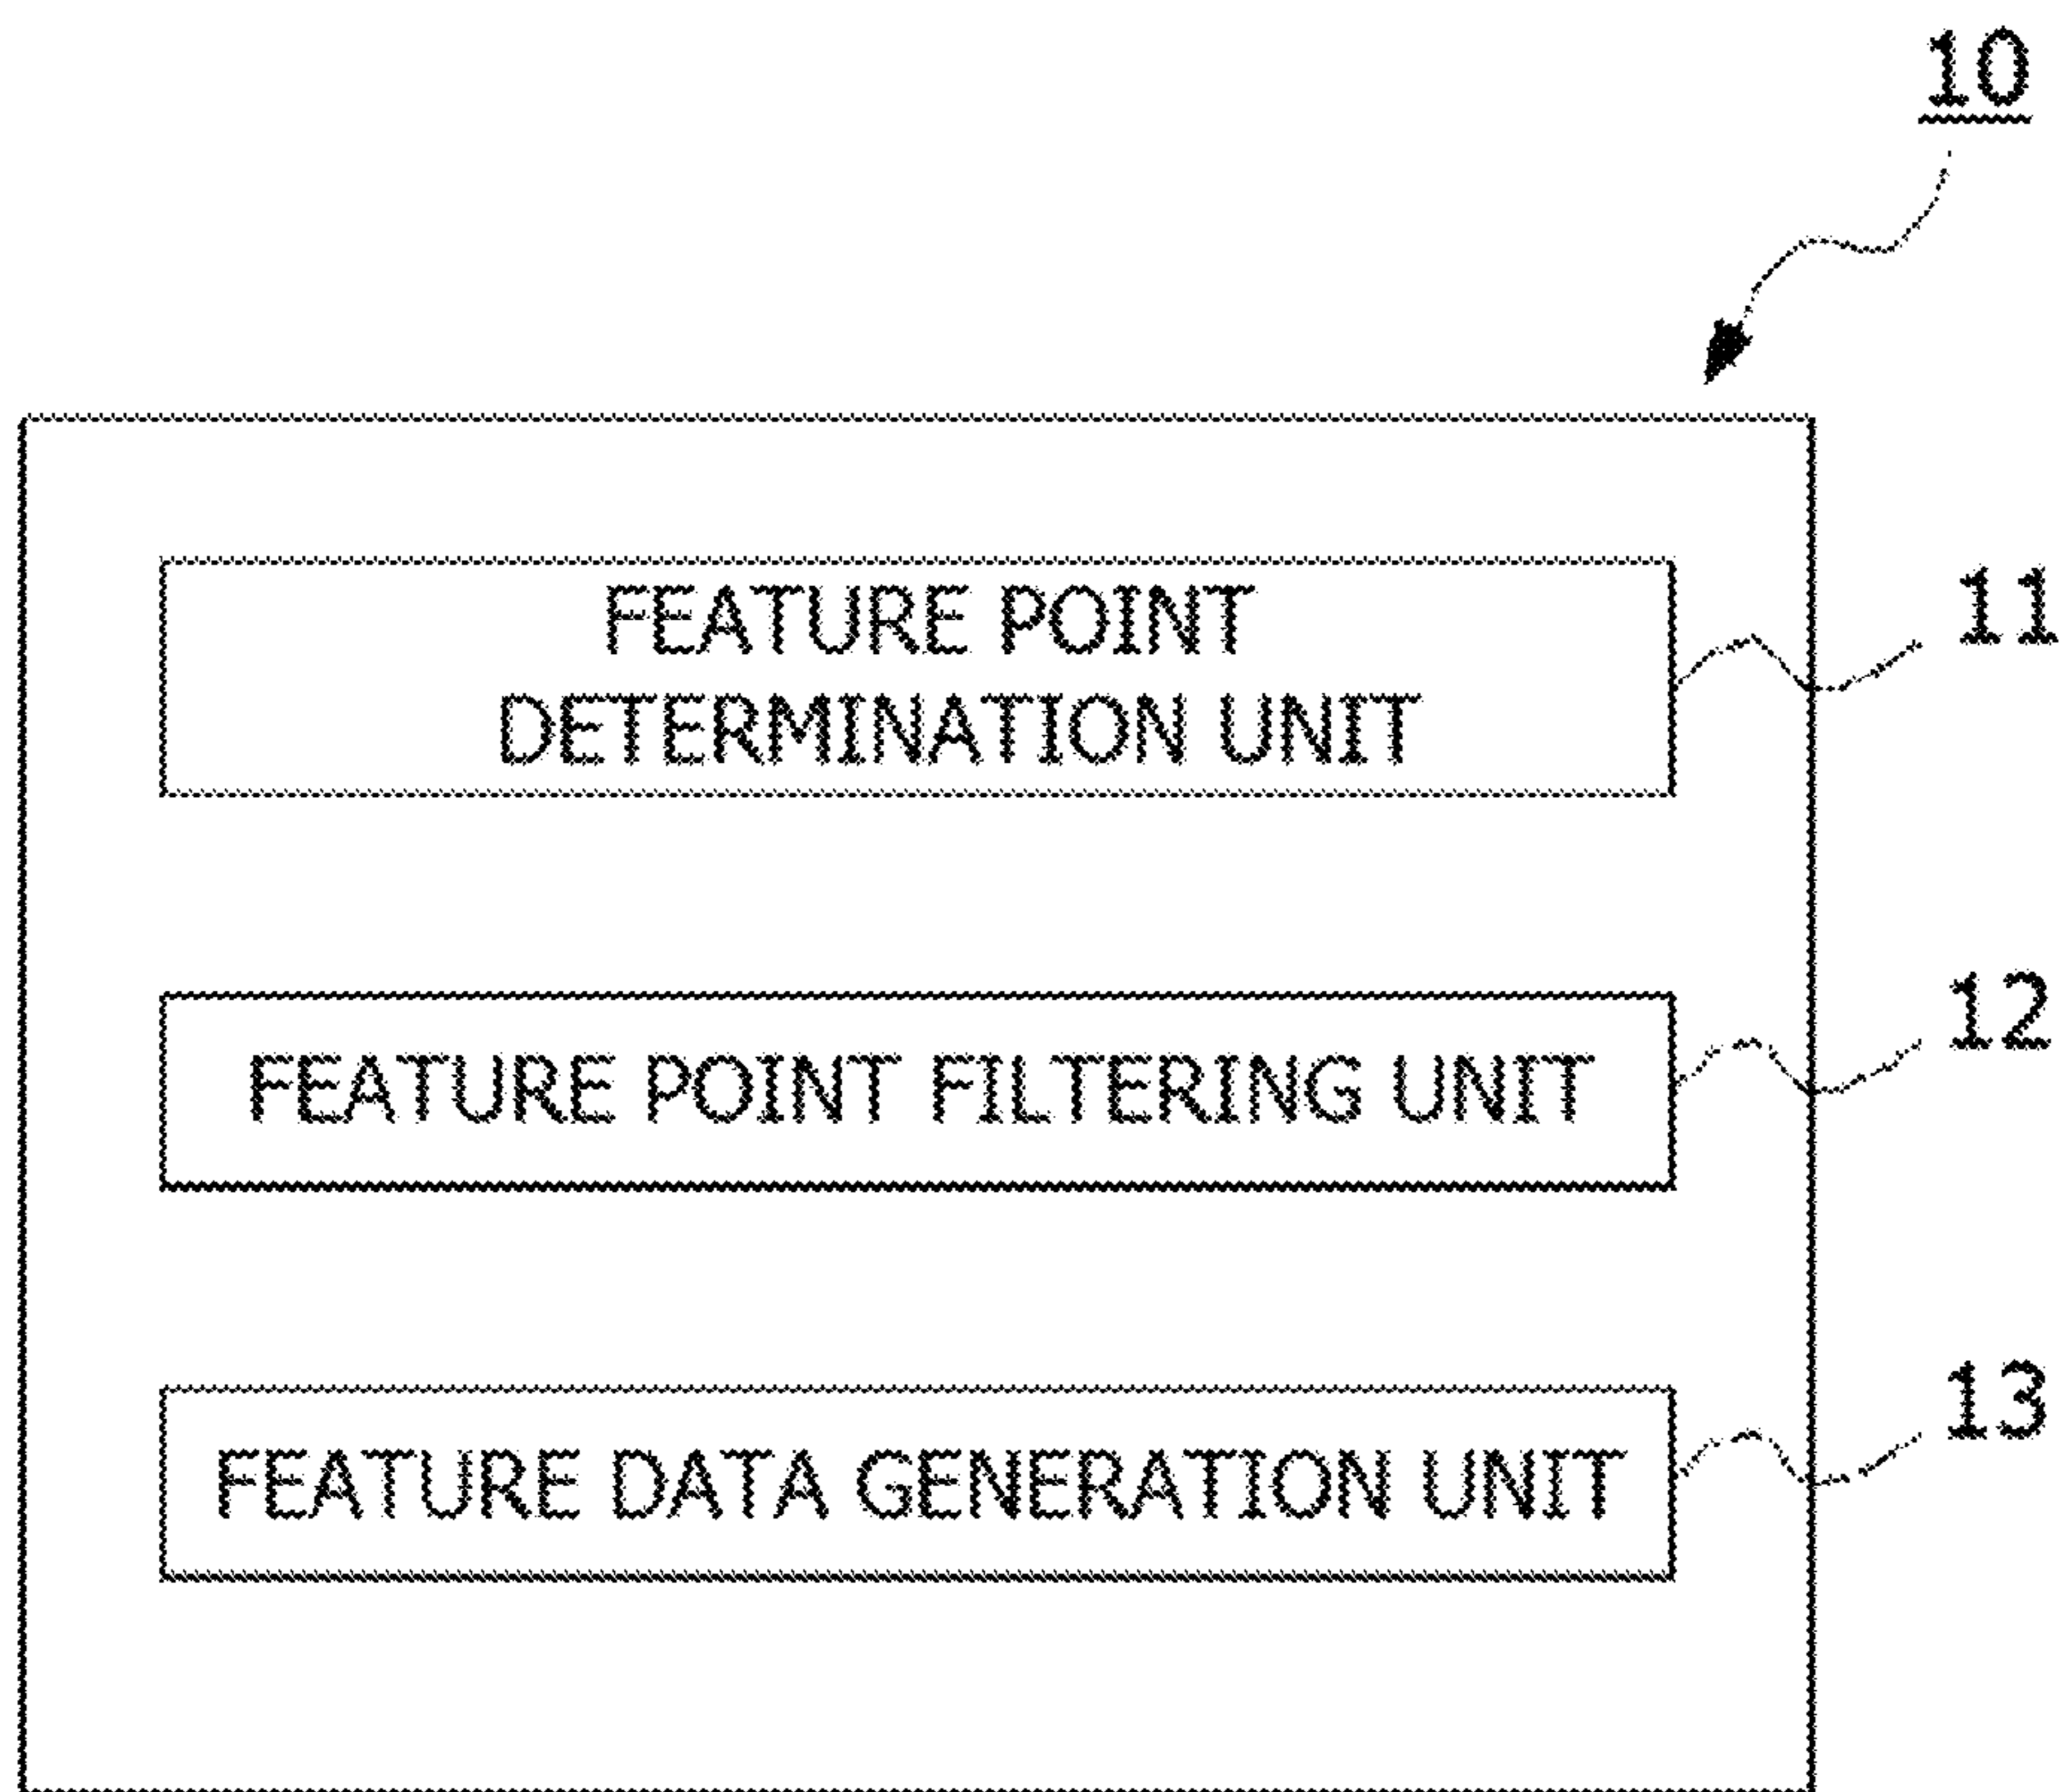 10
FEATURE POINT
DETERMINATION UNIT
11
FEATURE POINT FILTERING UNIT
12
FEATURE DATA GENERATION UNIT
13